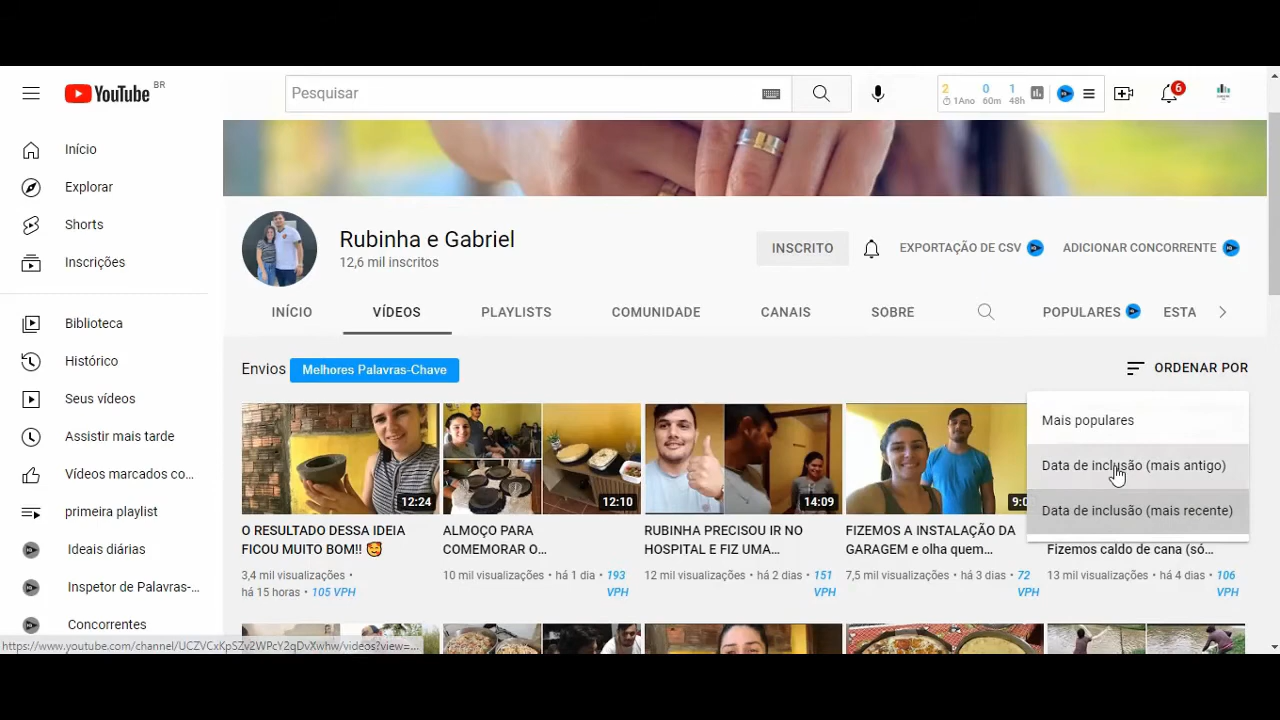 YouTube BR
Pesquisar
2 0 1
1Ano 60m 48h
6
Início
Explorar
Shorts
Inscrições
Biblioteca
Histórico
Seus vídeos
Assistir mais tarde
Vídeos marcados co...
primeira playlist
Ideais diárias
Inspetor de Palavras-...
Concorrentes
Rubinha e Gabriel
12,6 mil inscritos
INSCRITO
EXPORTAÇÃO DE CSV
ADICIONAR CONCORRENTE
INÍCIO VÍDEOS PLAYLISTS COMUNIDADE CANAIS SOBRE POPULARES ESTA
Envios Melhores Palavras-Chave
ORDENAR POR
Mais populares
Data de inclusão (mais antigo)
Data de inclusão (mais recente)
12:24
O RESULTADO DESSA IDEIA
FICOU MUITO BOM!! 🥰
3,4 mil visualizações •
há 15 horas • 105 VPH
12:10
ALMOÇO PARA
COMEMORAR O...
10 mil visualizações • há 1 dia • 193
VPH
14:09
RUBINHA PRECISOU IR NO
HOSPITAL E FIZ UMA...
12 mil visualizações • há 2 dias • 151
VPH
FIZEMOS A INSTALAÇÃO DA
GARAGEM e olha quem...
7,5 mil visualizações • há 3 dias • 72
VPH
Fizemos caldo de cana (só...
13 mil visualizações • há 4 dias • 106
VPH
https://www.youtube.com/channel/UCZVCxKpSZv2WPcY2qDvXwhw/videos?view=...